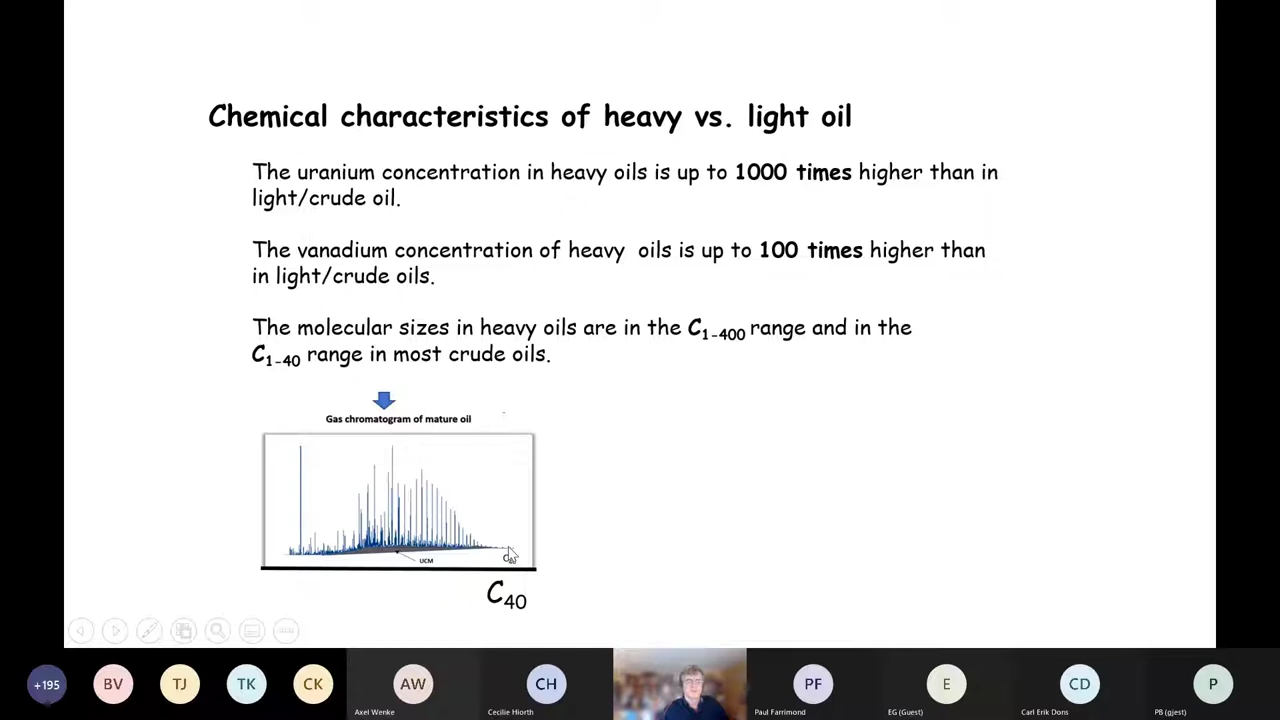 Chemical characteristics of heavy vs. light oil
The uranium concentration in heavy oils is up to 1000 times higher than in
light/crude oil.
The vanadium concentration of heavy  oils is up to 100 times higher than
in light/crude oils.
The molecular sizes in heavy oils are in the C1-400 range and in the
C1-40 range in most crude oils.
Gas chromatogram of mature oil
UCM
C40
+195
BV
TJ
TK
CK
AW
Axel Wenke
CH
Cecilie Hiorth
PF
Paul Farrimond
E
EG (Guest)
CD
Carl Erik Dons
P
PB (gjest)